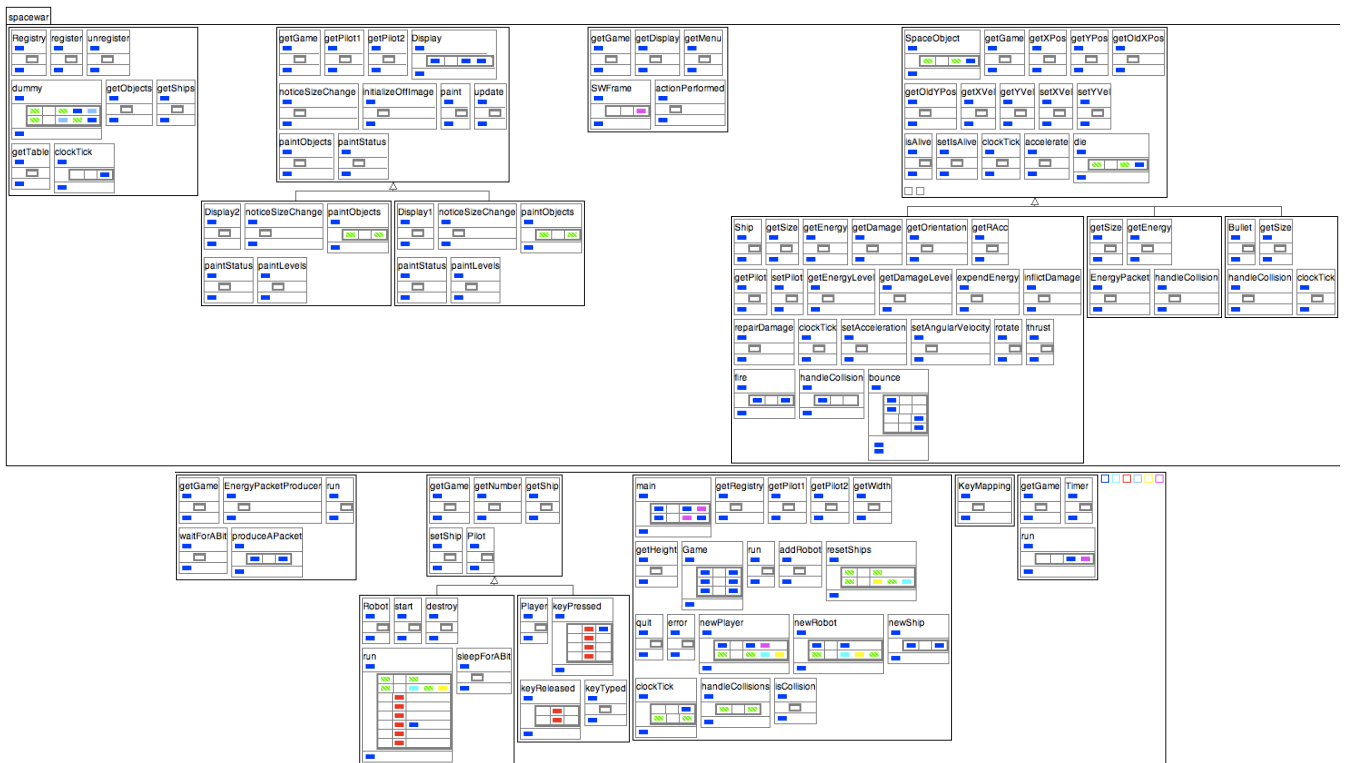 spacewar
Registry register unregister
dummy getObjects getShips
getTable clockTick
getGame getPilot1 getPilot2 Display
noticeSizeChange initializeOffImage paint update
paintObjects paintStatus
Display2 noticeSizeChange paintObjects
paintStatus paintLevels
Display1 noticeSizeChange paintObjects
paintStatus paintLevels
getGame getDisplay getMenu
SWFrame actionPerformed
SpaceObject getGame getXPos getYPos getOldXPos
getOldYPos getXVel getYVel setXVel setYVel
isAlive setIsAlive clockTick accelerate die
Ship getSize getEnergy getDamage getOrientation getRAcc
getPilot setPilot getEnergyLevel getDamageLevel expendEnergy inflictDamage
repairDamage clockTick setAcceleration setAngularVelocity rotate thrust
fire handleCollision bounce
getSize getEnergy
EnergyPacket handleCollision
Bullet getSize
handleCollision clockTick
getGame EnergyPacketProducer run
waitForABit produceAPacket
getGame getNumber getShip
setShip Pilot
Robot start destroy
run sleepForABit
Player keyPressed
keyReleased keyTyped
main getRegistry getPilot1 getPilot2 getWidth
getHeight Game run addRobot resetShips
quit error newPlayer newRobot newShip
clockTick handleCollisions isCollision
KeyMapping
getGame Timer
run